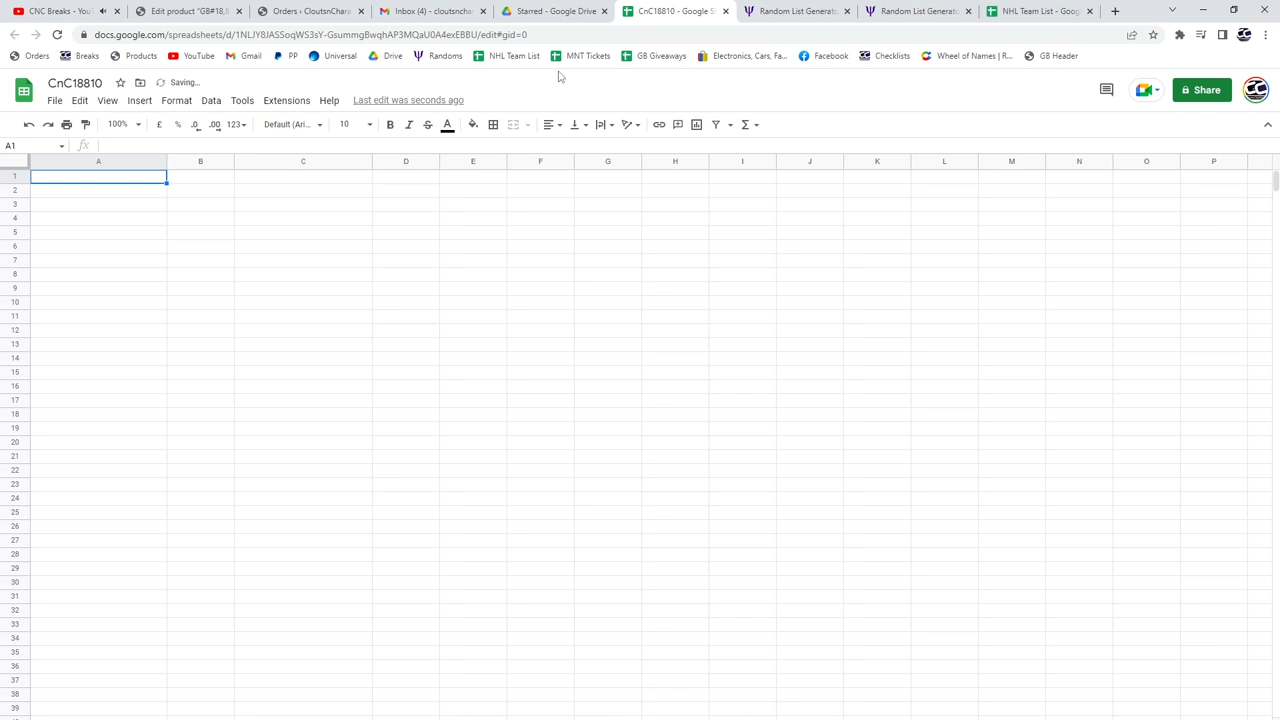 CNC Breaks - YouT
Edit product "GB#18,8
Orders ‹ CloutsnChara
Inbox (4) - cloutsnchar
Starred - Google Drive
CnC18810 - Google S
Random List Generato
Random List Generato
NHL Team List - Goog
docs.google.com/spreadsheets/d/1NLJY8JASSoqWS3sY-GsummgBwqhAP3MQaU0A4exEBBU/edit#gid=0
Orders Breaks Products YouTube Gmail PP Universal Drive Randoms NHL Team List MNT Tickets GB Giveaways Electronics, Cars, Fa... Facebook Checklists Wheel of Names | R... GB Header
CnC18810 Saving...
Share
File Edit View Insert Format Data Tools Extensions Help Last edit was seconds ago
100% £ % .0 .00 123 Default (Ari... 10 B I S A Σ
A1 fx
A B C D E F G H I J K L M N O P
1
2
3
4
5
6
7
8
9
10
11
12
13
14
15
16
17
18
19
20
21
22
23
24
25
26
27
28
29
30
31
32
33
34
35
36
37
38
39